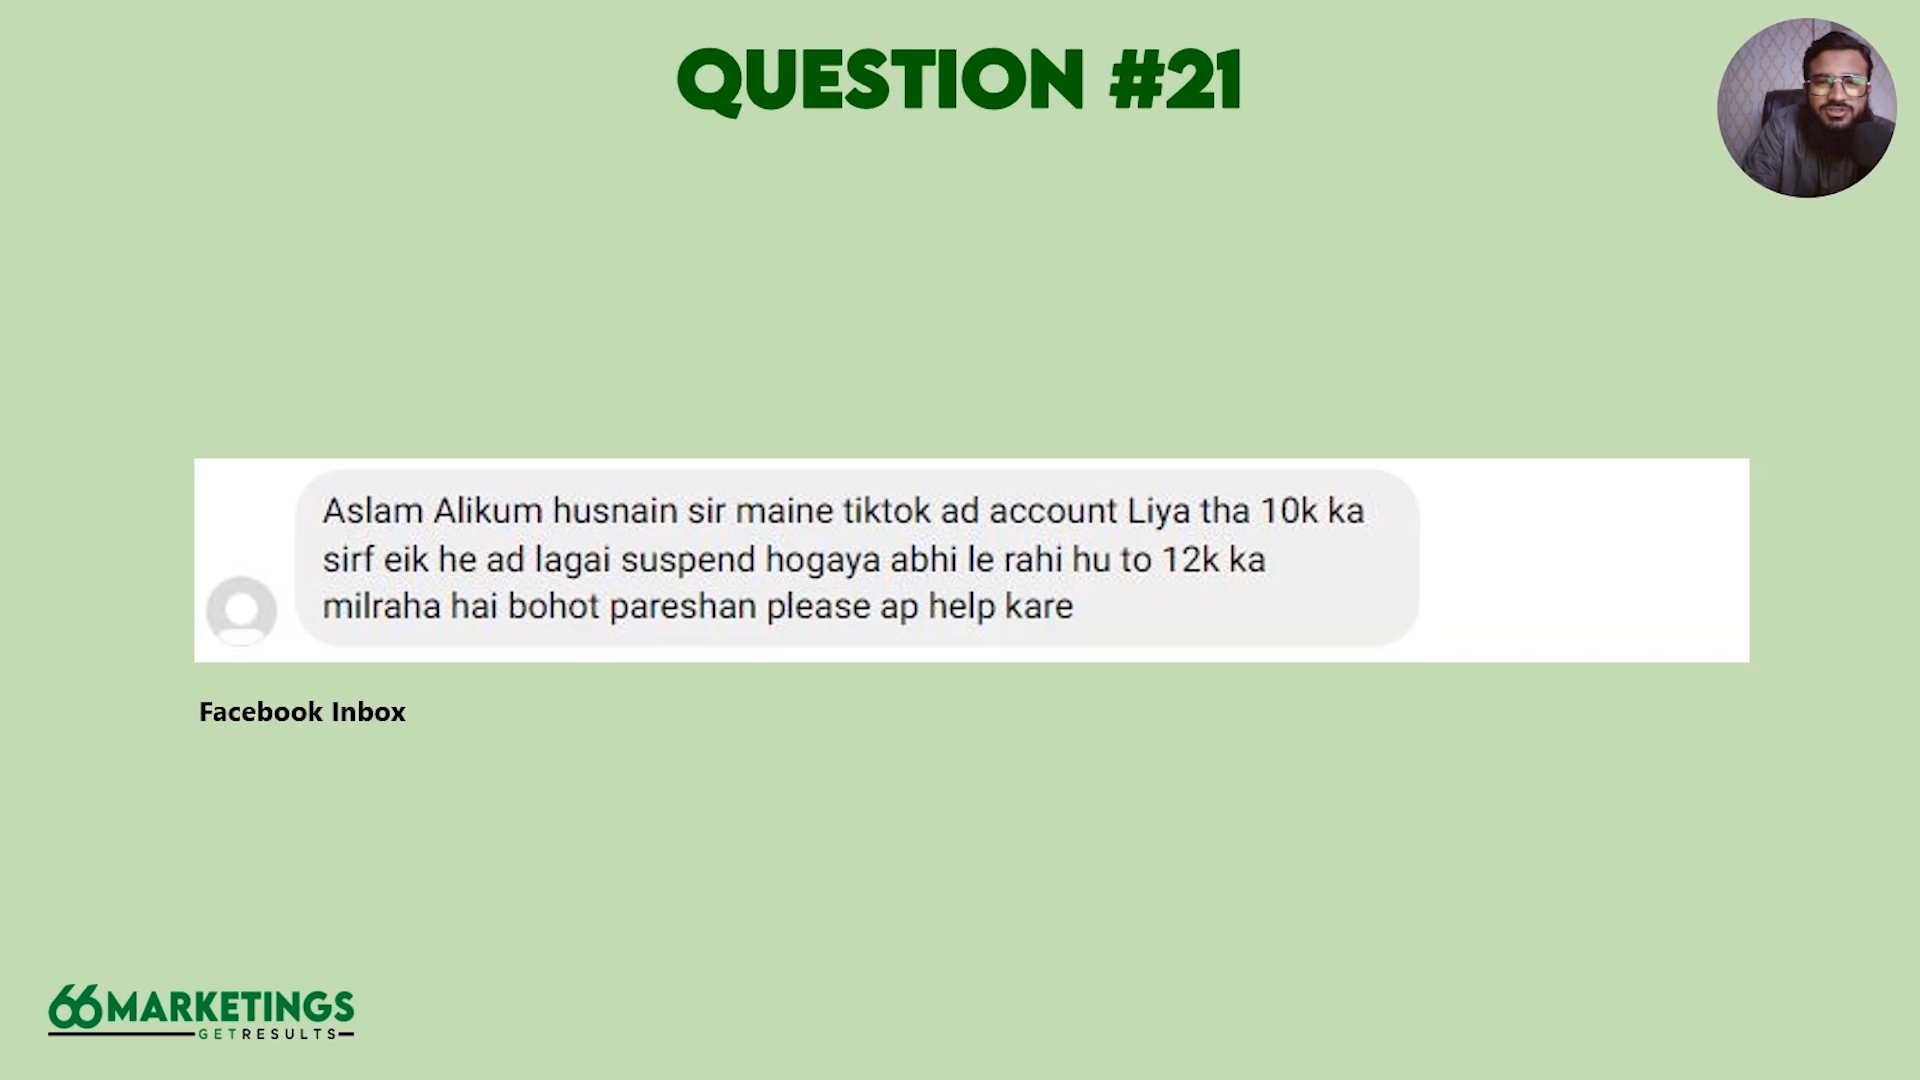 QUESTION #21
Aslam Alikum husnain sir maine tiktok ad account Liya tha 10k ka
sirf eik he ad lagai suspend hogaya abhi le rahi hu to 12k ka
milraha hai bohot pareshan please ap help kare
Facebook Inbox
66MARKETINGS
GETRESULTS